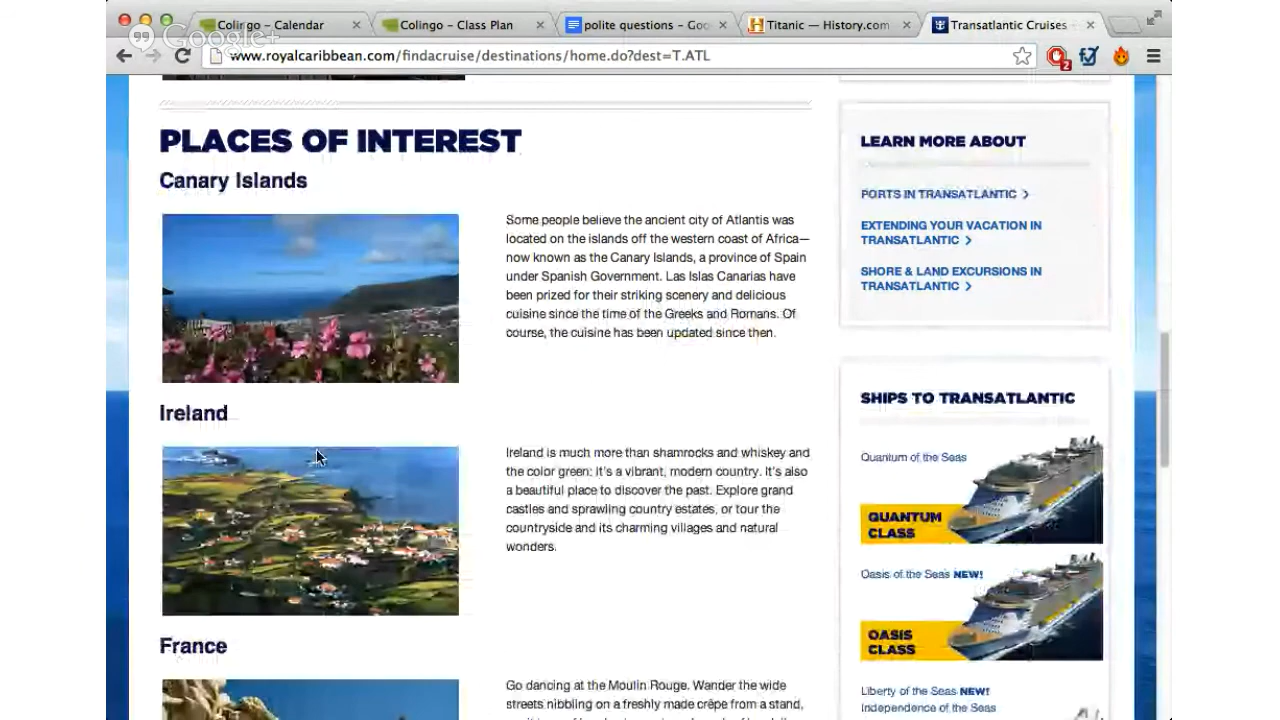 Google+
Colingo – Calendar
Colingo – Class Plan
polite questions – Goo
Titanic — History.com
Transatlantic Cruises –
www.royalcaribbean.com/findacruise/destinations/home.do?dest=T.ATL
2
PLACES OF INTEREST
Canary Islands
Some people believe the ancient city of Atlantis was
located on the islands off the western coast of Africa—
now known as the Canary Islands, a province of Spain
under Spanish Government. Las Islas Canarias have
been prized for their striking scenery and delicious
cuisine since the time of the Greeks and Romans. Of
course, the cuisine has been updated since then.
Ireland
Ireland is much more than shamrocks and whiskey and
the color green: it's a vibrant, modern country. It's also
a beautiful place to discover the past. Explore grand
castles and sprawling country estates, or tour the
countryside and its charming villages and natural
wonders.
France
Go dancing at the Moulin Rouge. Wander the wide
streets nibbling on a freshly made crêpe from a stand,
LEARN MORE ABOUT
PORTS IN TRANSATLANTIC >
EXTENDING YOUR VACATION IN
TRANSATLANTIC >
SHORE & LAND EXCURSIONS IN
TRANSATLANTIC >
SHIPS TO TRANSATLANTIC
Quantum of the Seas
QUANTUM
CLASS
Oasis of the Seas NEW!
OASIS
CLASS
Liberty of the Seas NEW!
Independence of the Seas